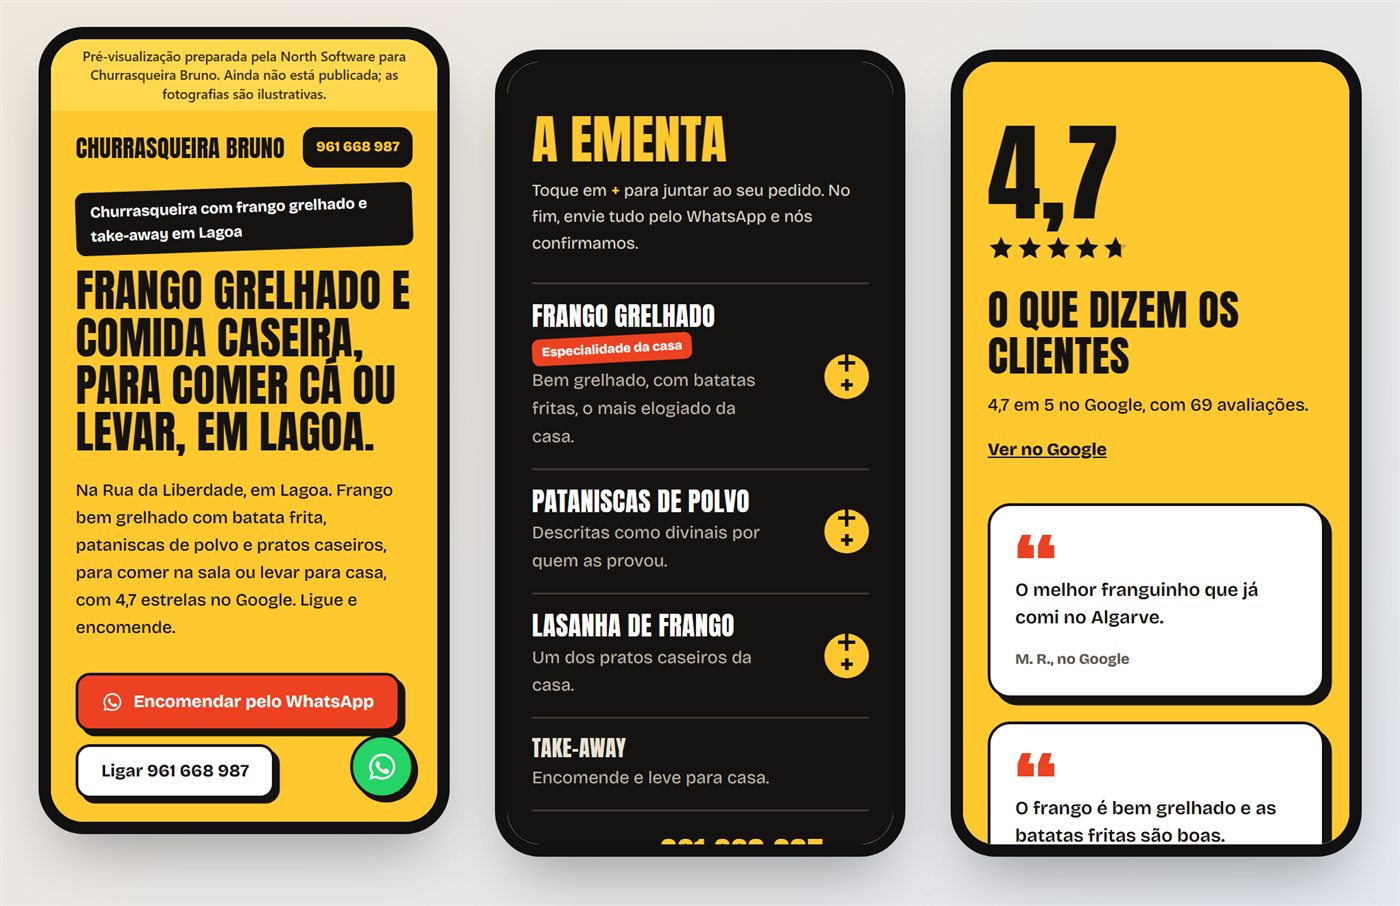 Pré-visualização preparada pela North Software para
Churrasqueira Bruno. Ainda não está publicada; as
fotografias são ilustrativas.
CHURRASQUEIRA BRUNO
961 668 987
Churrasqueira com frango grelhado e
take-away em Lagoa
FRANGO GRELHADO E
COMIDA CASEIRA,
PARA COMER CÁ OU
LEVAR, EM LAGOA.
Na Rua da Liberdade, em Lagoa. Frango
bem grelhado com batata frita,
pataniscas de polvo e pratos caseiros,
para comer na sala ou levar para casa,
com 4,7 estrelas no Google. Ligue e
encomende.
Encomendar pelo WhatsApp
Ligar 961 668 987
A EMENTA
Toque em + para juntar ao seu pedido. No
fim, envie tudo pelo WhatsApp e nós
confirmamos.
FRANGO GRELHADO
Especialidade da casa
Bem grelhado, com batatas
fritas, o mais elogiado da
casa.
+
+
PATANISCAS DE POLVO
Descritas como divinais por
quem as provou.
+
+
LASANHA DE FRANGO
Um dos pratos caseiros da
casa.
+
+
TAKE-AWAY
Encomende e leve para casa.
4,7
O QUE DIZEM OS
CLIENTES
4,7 em 5 no Google, com 69 avaliações.
Ver no Google
“
O melhor franguinho que já
comi no Algarve.
M. R., no Google
“
O frango é bem grelhado e as
batatas fritas são boas.